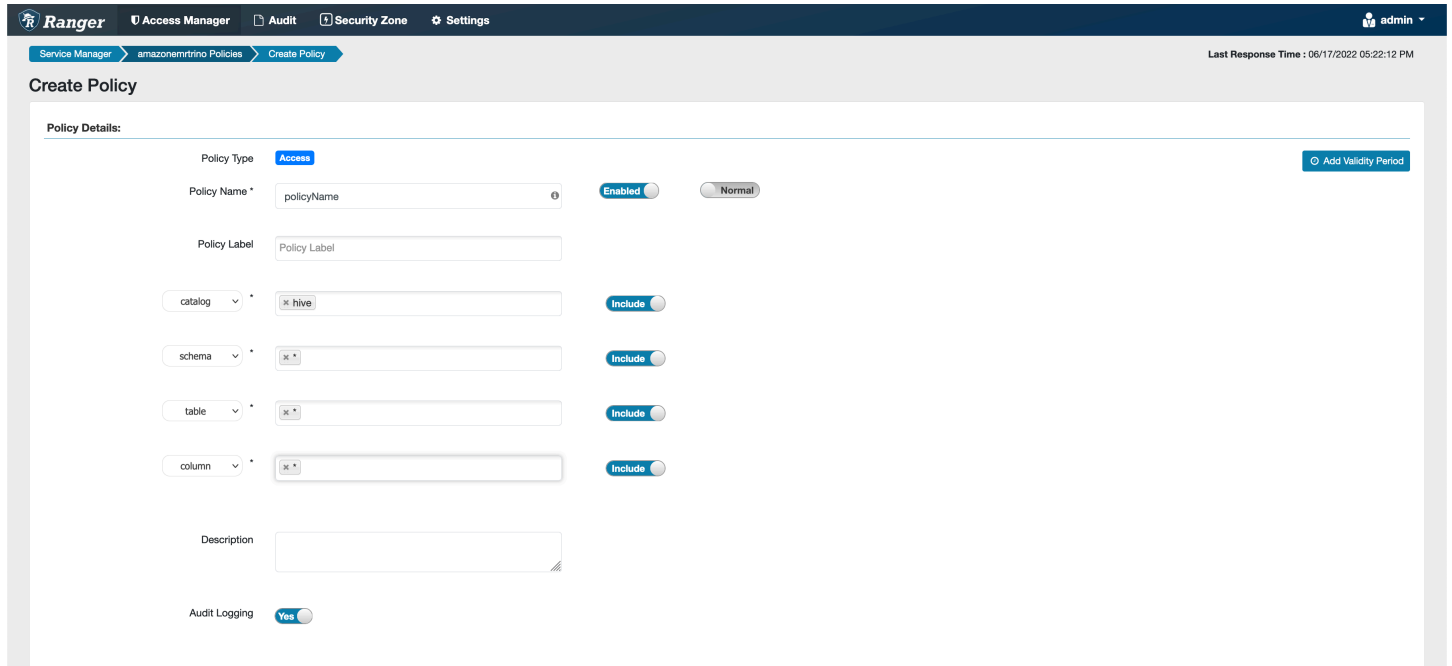 Ranger Access Manager Audit Security Zone Settings admin
Service Manager amazonemrtrino Policies Create Policy Last Response Time : 06/17/2022 05:22:12 PM
Create Policy
Policy Details:
Policy Type Access Add Validity Period
Policy Name * policyName Enabled Normal
Policy Label Policy Label
catalog * × hive Include
schema * × * Include
table * × * Include
column * × * Include
Description
Audit Logging Yes